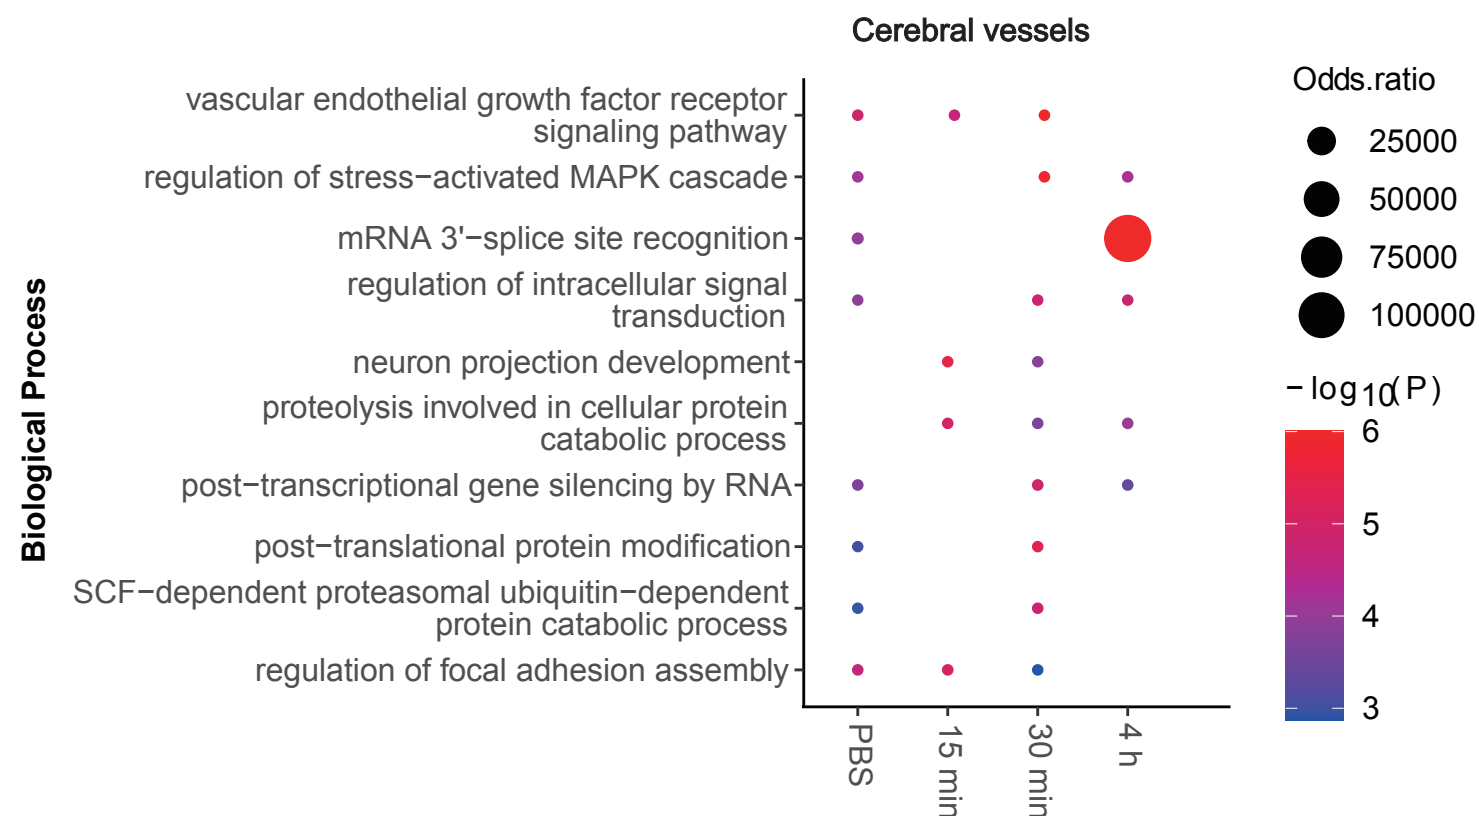 Cerebral vessels
vascular endothelial growth factor receptor
signaling pathway
regulation of stress−activated MAPK cascade
mRNA 3'−splice site recognition
regulation of intracellular signal
transduction
neuron projection development
proteolysis involved in cellular protein
catabolic process
post−transcriptional gene silencing by RNA
post−translational protein modification
SCF−dependent proteasomal ubiquitin−dependent
protein catabolic process
regulation of focal adhesion assembly
Biological Process
PBS
15 min
30 min
4 h
Odds.ratio
25000
50000
75000
100000
−log10(P)
6
5
4
3